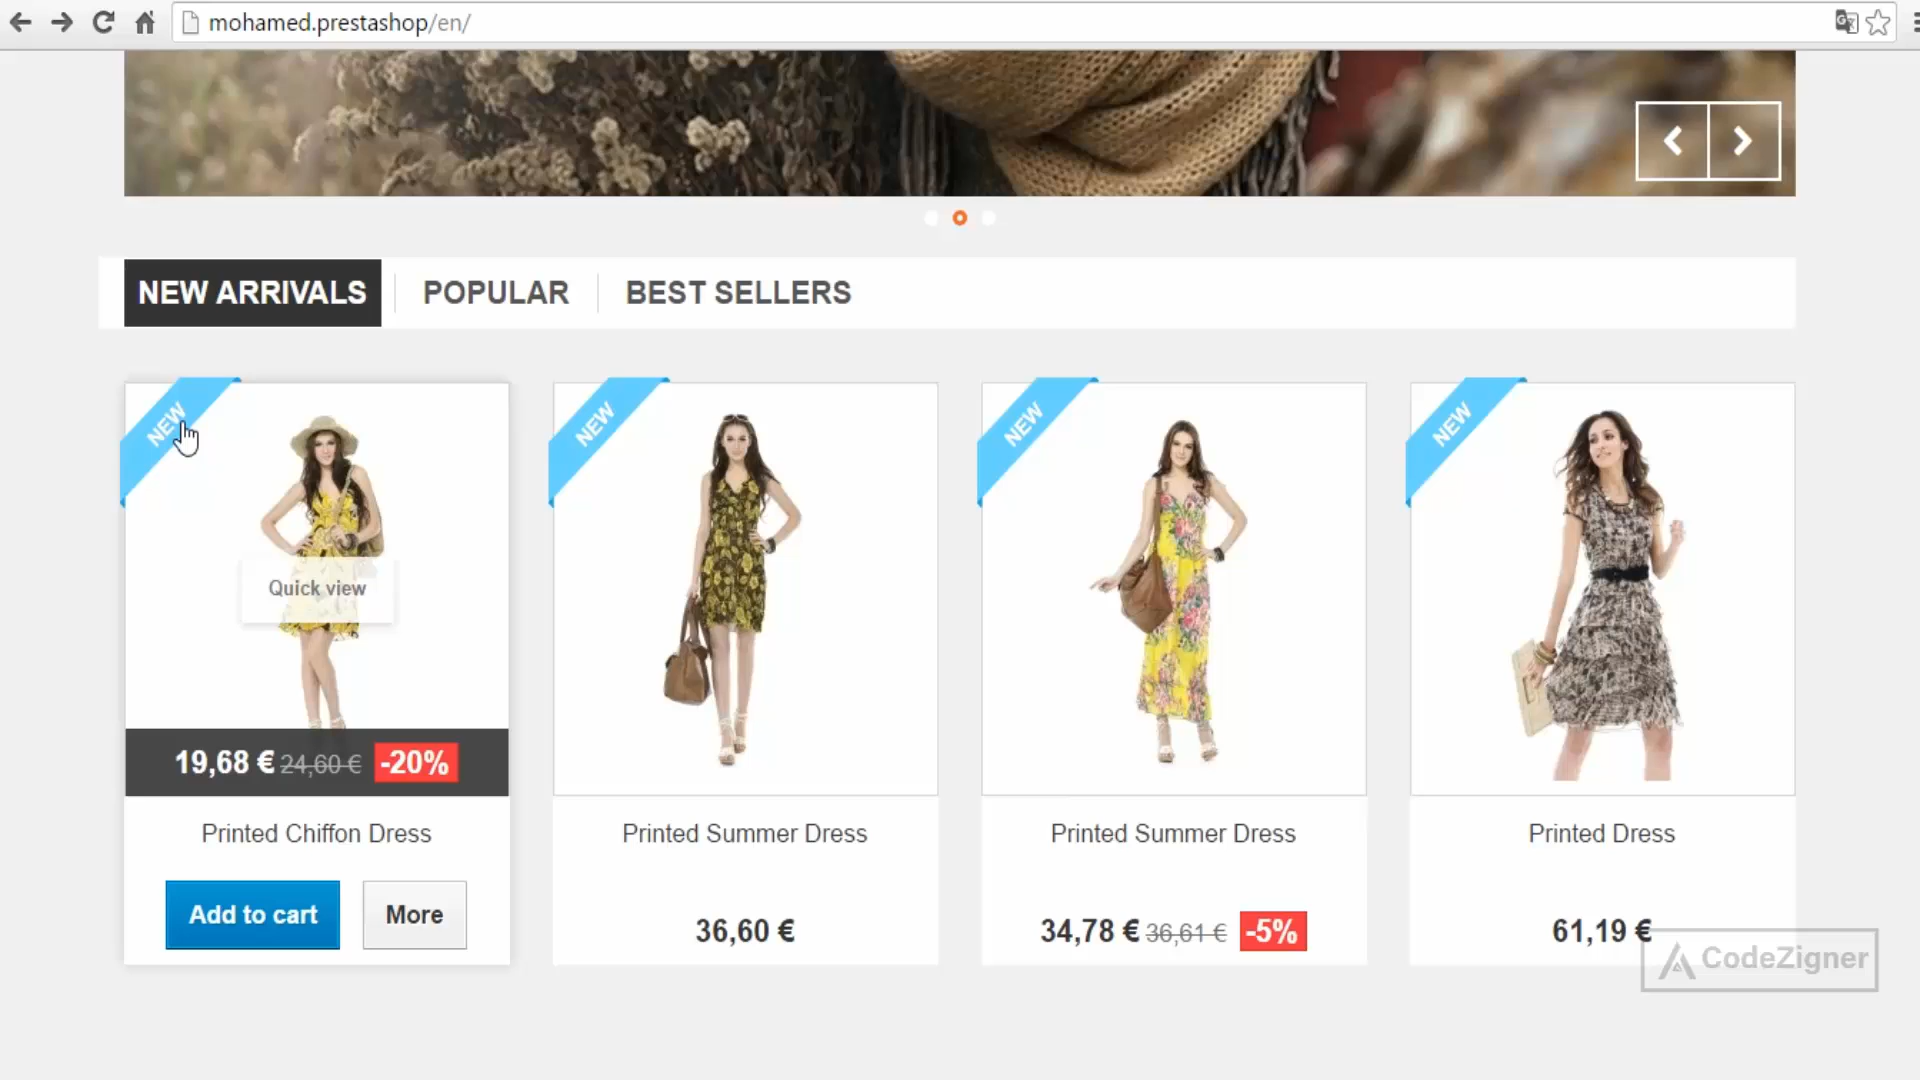 mohamed.prestashop/en/
NEW ARRIVALS
POPULAR
BEST SELLERS
NEW
NEW
NEW
NEW
Quick view
19,68 € 24,60 € -20%
Printed Chiffon Dress
Printed Summer Dress
Printed Summer Dress
Printed Dress
Add to cart
More
36,60 €
34,78 € 36,61 € -5%
61,19 €
CodeZigner